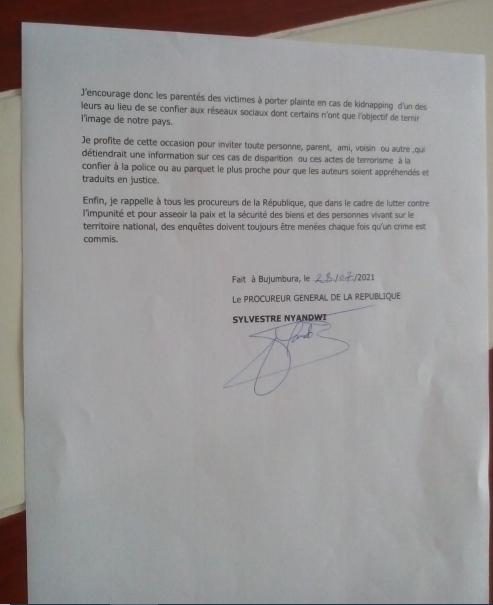 J'encourage donc les parentés des victimes à porter plainte en cas de kidnapping d'un des
leurs au lieu de se confier aux réseaux sociaux dont certains n'ont que l'objectif de ternir
l'image de notre pays.
Je profite de cette occasion pour inviter toute personne, parent, ami, voisin ou autre ,qui
détiendrait une information sur ces cas de disparition ou ces actes de terrorisme à la
confier à la police ou au parquet le plus proche pour que les auteurs soient appréhendés et
traduits en justice.
Enfin, je rappelle à tous les procureurs de la République, que dans le cadre de lutter contre
l'impunité et pour asseoir la paix et la sécurité des biens et des personnes vivant sur le
territoire national, des enquêtes doivent toujours être menées chaque fois qu'un crime est
commis.
Fait à Bujumbura, le 23/07/2021
Le PROCUREUR GENERAL DE LA REPUBLIQUE
SYLVESTRE NYANDWI